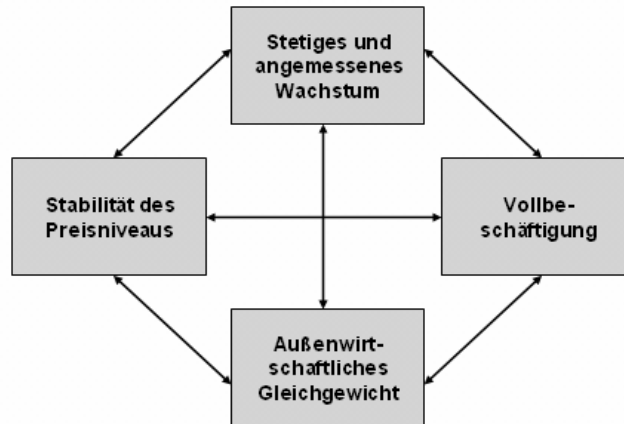 Stetiges und
angemessenes
Wachstum
Stabilität des
Preisniveaus
Vollbe-
schäftigung
Außenwirt-
schaftliches
Gleichgewicht